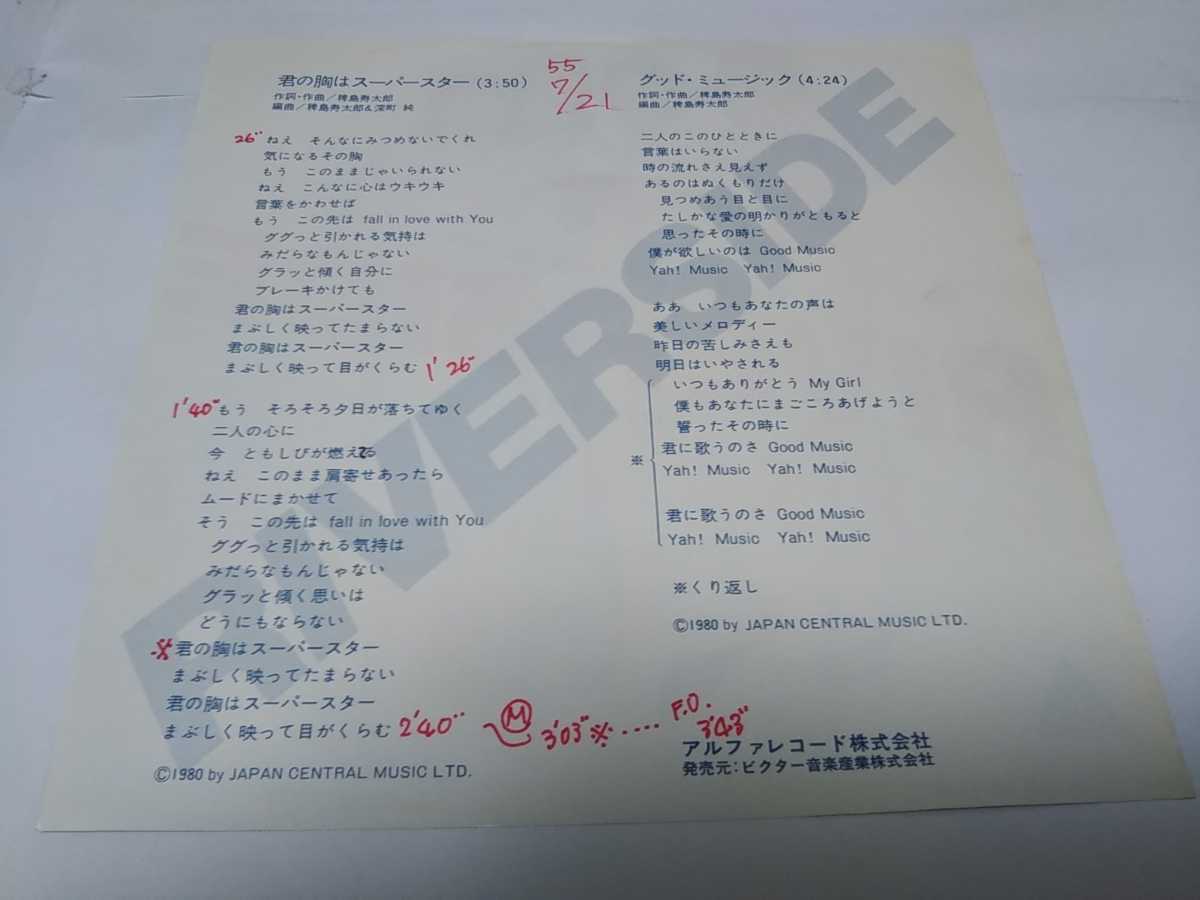 君の胸はスーパースター(3:50)
作詞・作曲/稗島寿太郎
編曲/稗島寿太郎&深町 純
55
7/21
26" ねえ そんなにみつめないでくれ
気になるその胸
もう このままじゃいられない
ねえ こんなに心はウキウキ
言葉をかわせば
もう この先は fall in love with You
ググっと引かれる気持は
みだらなもんじゃない
グラッと傾く自分に
ブレーキかけても
君の胸はスーパースター
まぶしく映ってたまらない
君の胸はスーパースター
まぶしく映って目がくらむ 1'26"
1'40" もう そろそろ夕日が落ちてゆく
二人の心に
今 ともしびが燃える
ねえ このまま肩寄せあったら
ムードにまかせて
そう この先は fall in love with You
ググっと引かれる気持は
みだらなもんじゃない
グラッと傾く思いは
どうにもならない
※君の胸はスーパースター
まぶしく映ってたまらない
君の胸はスーパースター
まぶしく映って目がくらむ 2'40" M 3'03"※‥‥ F.O. 3'43"
©1980 by JAPAN CENTRAL MUSIC LTD.
グッド・ミュージック(4:24)
作詞・作曲/稗島寿太郎
編曲/稗島寿太郎
二人のこのひとときに
言葉はいらない
時の流れさえ見えず
あるのはぬくもりだけ
見つめあう目と目に
たしかな愛の明かりがともると
思ったその時に
僕が欲しいのは Good Music
Yah! Music Yah! Music
ああ いつもあなたの声は
美しいメロディー
昨日の苦しみさえも
明日はいやされる
いつもありがとう My Girl
僕もあなたにまごころあげようと
誓ったその時に
君に歌うのさ Good Music
※
Yah! Music Yah! Music
君に歌うのさ Good Music
Yah! Music Yah! Music
※くり返し
©1980 by JAPAN CENTRAL MUSIC LTD.
アルファレコード株式会社
発売元:ビクター音楽産業株式会社
RIVERSIDE